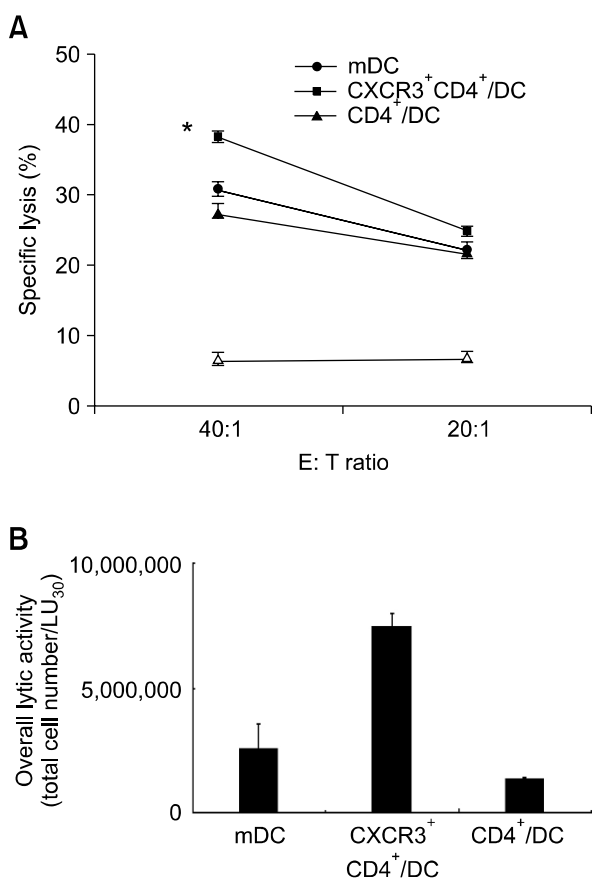 A
50
40
30
20
10
0
Specific lysis (%)
mDC
CXCR3⁺CD4⁺/DC
CD4⁺/DC
*
40:1
20:1
E: T ratio
B
10,000,000
5,000,000
0
Overall lytic activity
(total cell number/LU₃₀)
mDC
CXCR3⁺
CD4⁺/DC
CD4⁺/DC